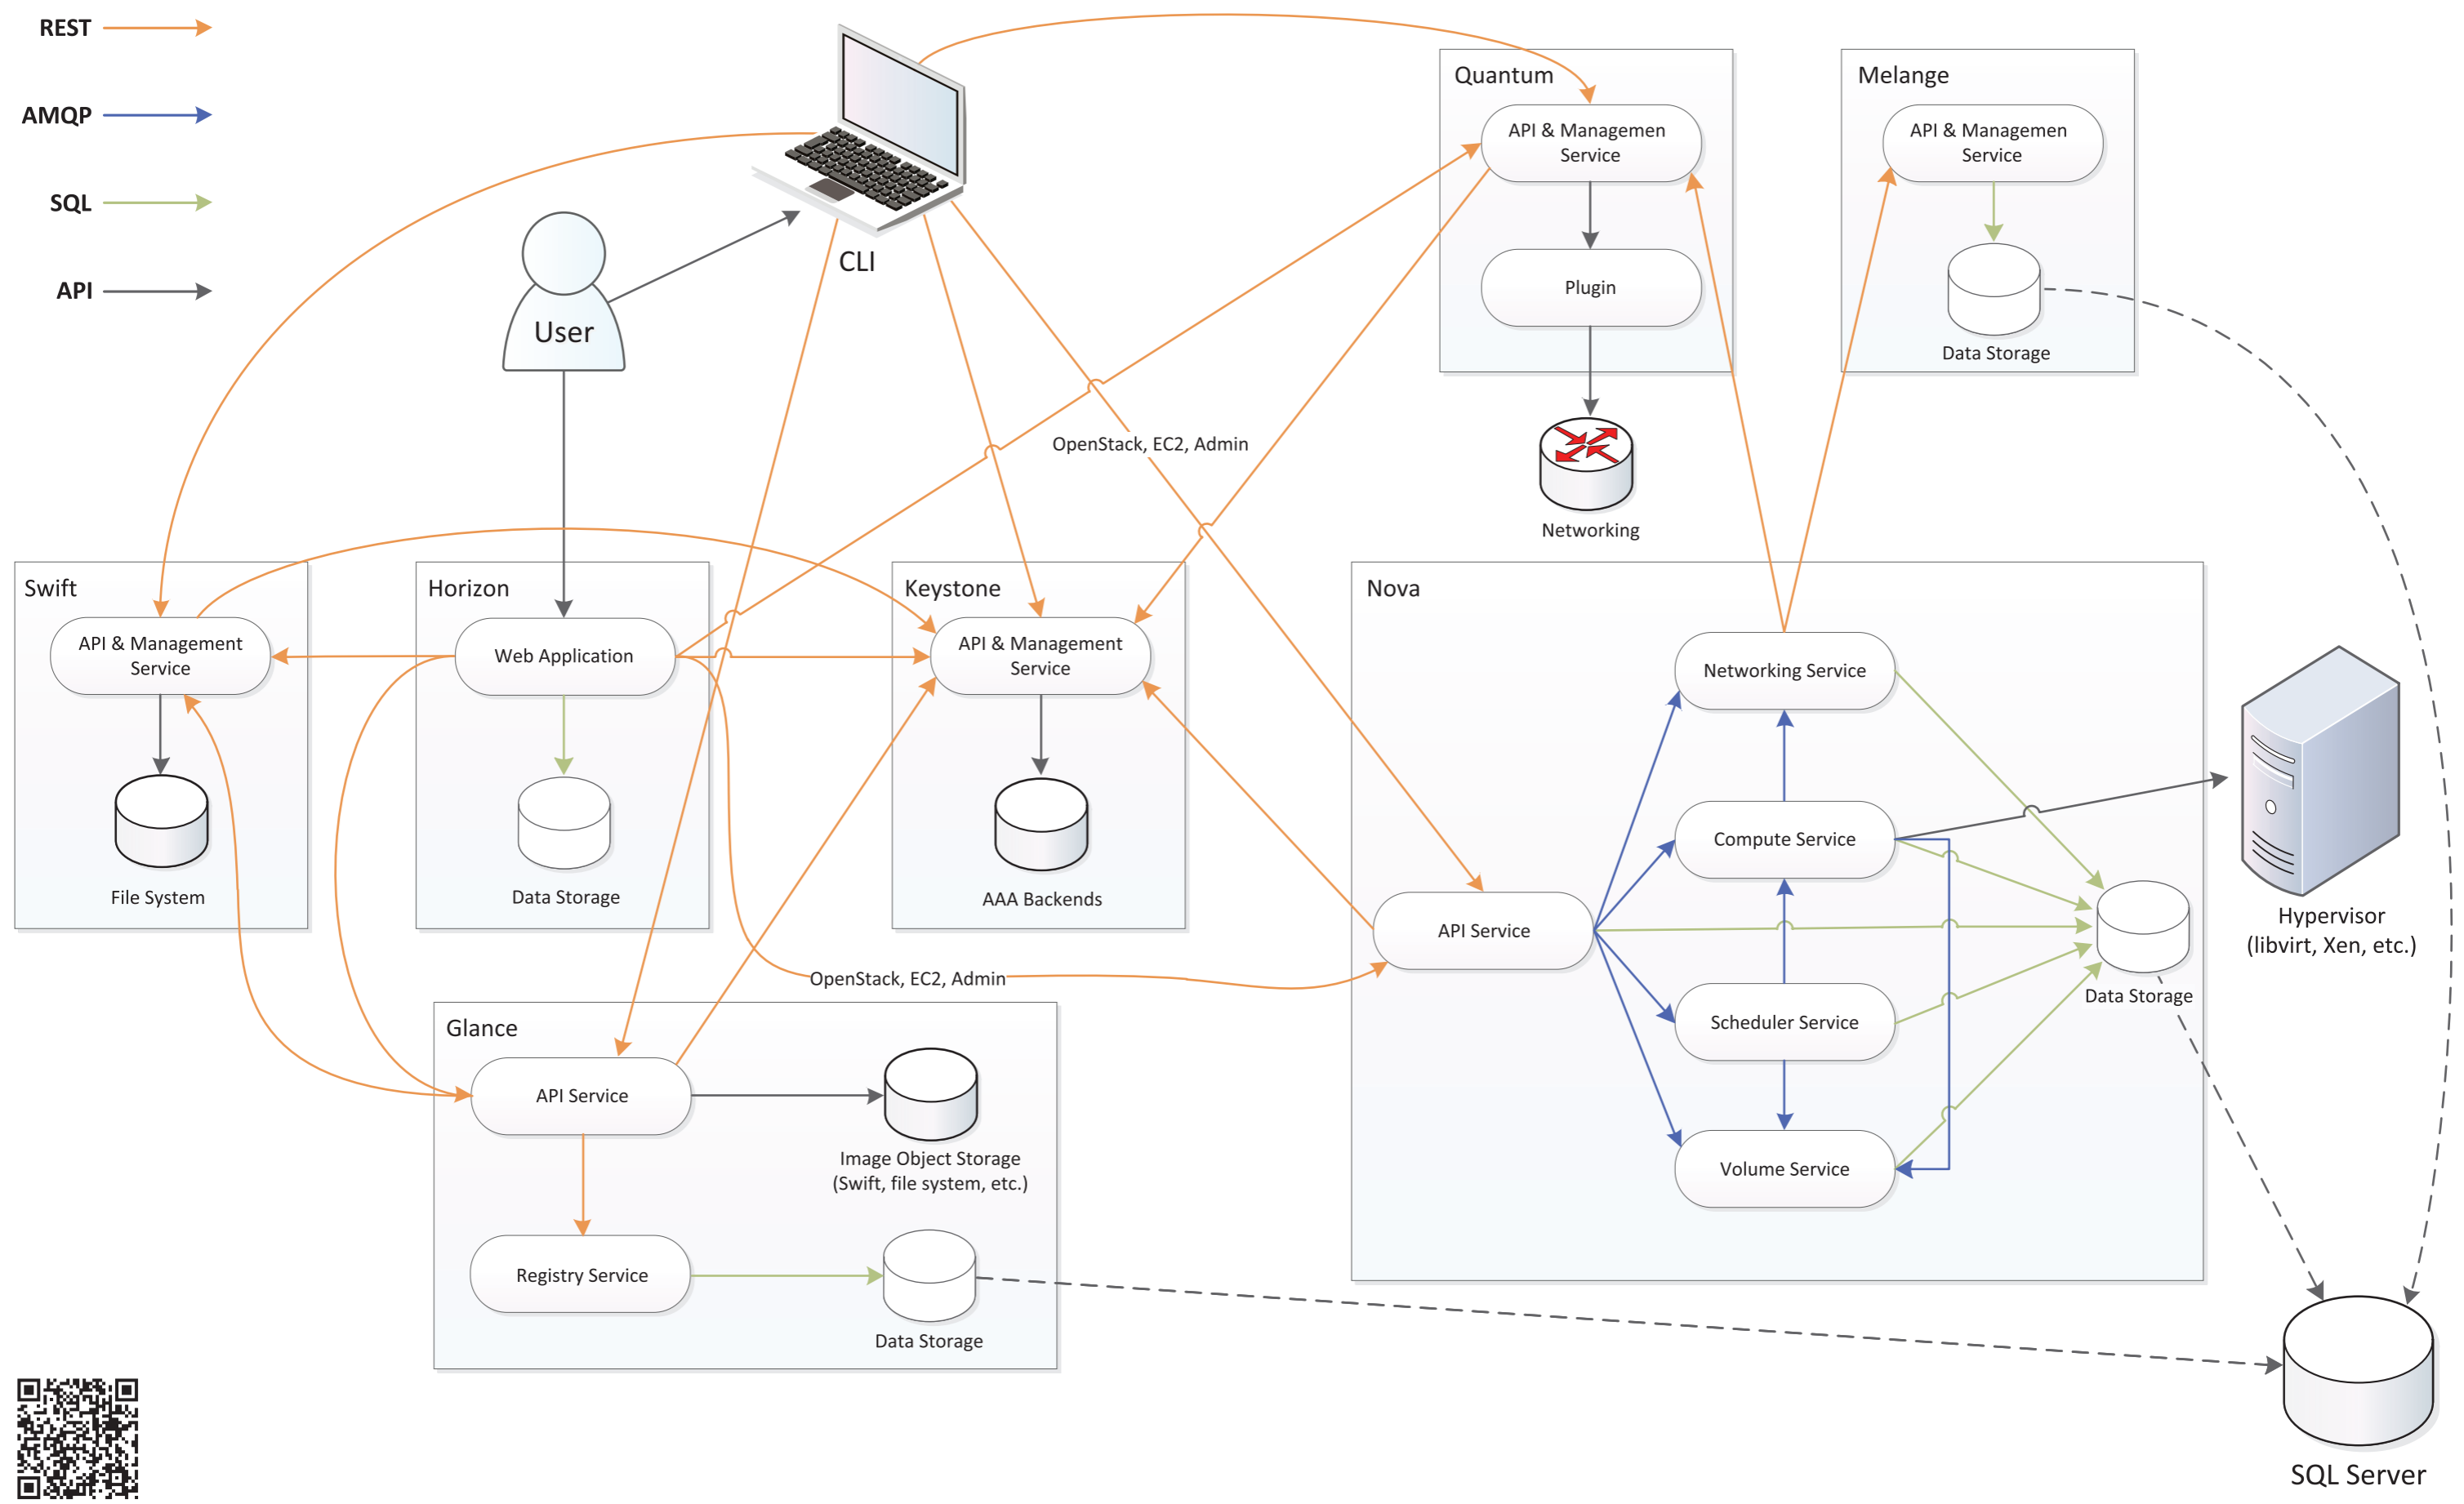 REST
AMQP
SQL
API
CLI
User
Quantum
API & Managemen
Service
Plugin
Networking
Melange
API & Managemen
Service
Data Storage
OpenStack, EC2, Admin
Swift
API & Management
Service
File System
Horizon
Web Application
Data Storage
Keystone
API & Management
Service
AAA Backends
OpenStack, EC2, Admin
Nova
Networking Service
Compute Service
API Service
Scheduler Service
Volume Service
Data Storage
Hypervisor
(libvirt, Xen, etc.)
Glance
API Service
Image Object Storage
(Swift, file system, etc.)
Registry Service
Data Storage
SQL Server